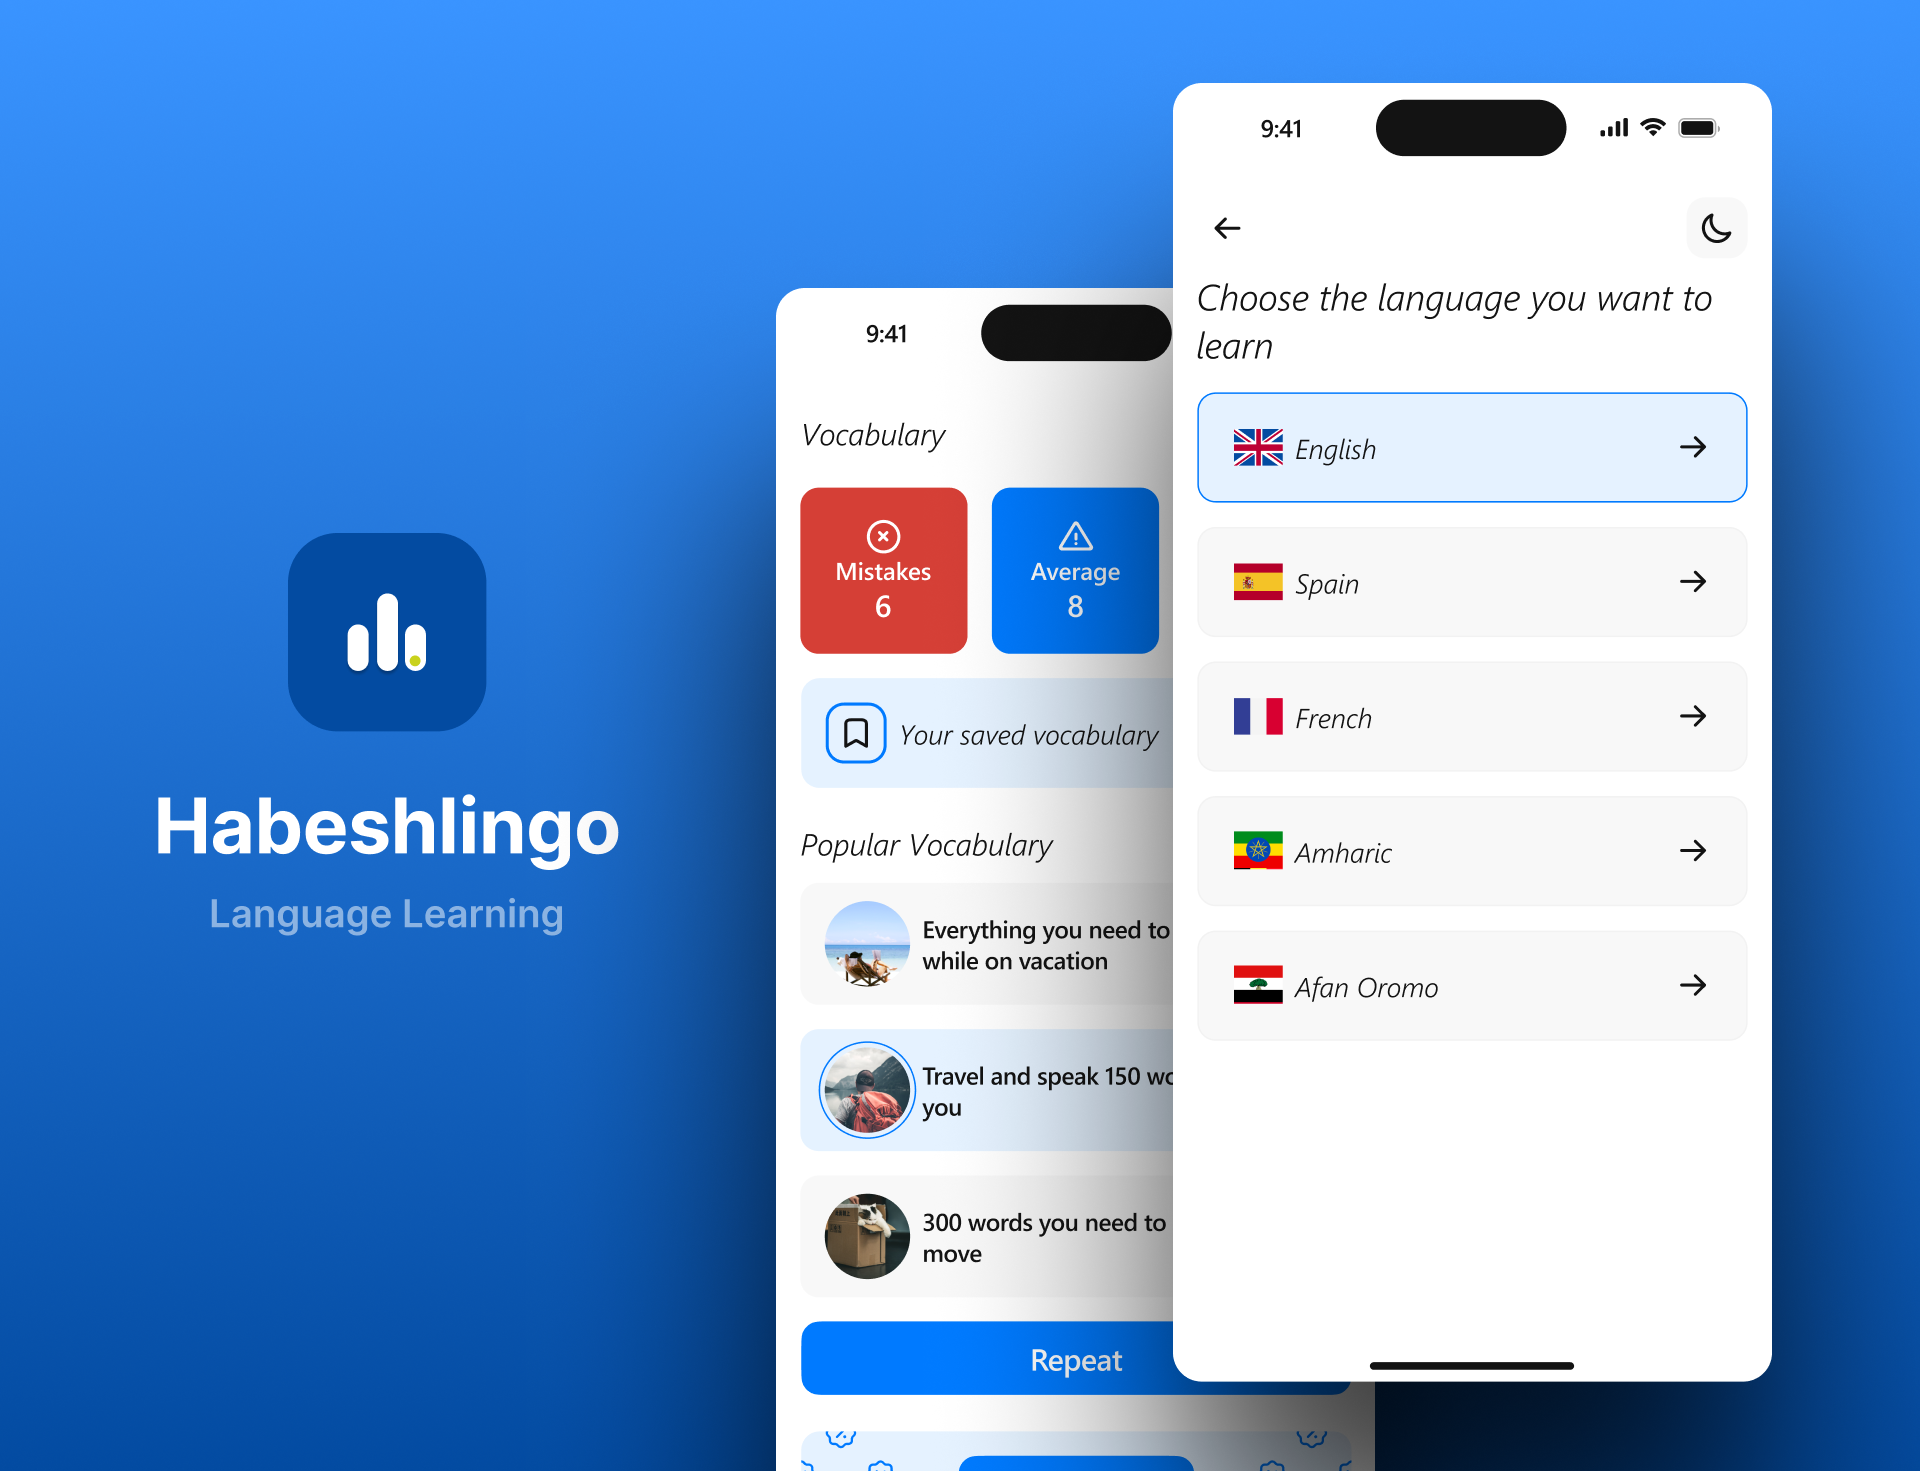 Habeshlingo
Language Learning
9:41
Vocabulary
Mistakes
6
Average
8
Your saved vocabulary
Popular Vocabulary
Everything you need to
while on vacation
Travel and speak 150
you
300 words you need to
move
Repeat
9:41
Choose the language you want to
learn
English
Spain
French
Amharic
Afan Oromo